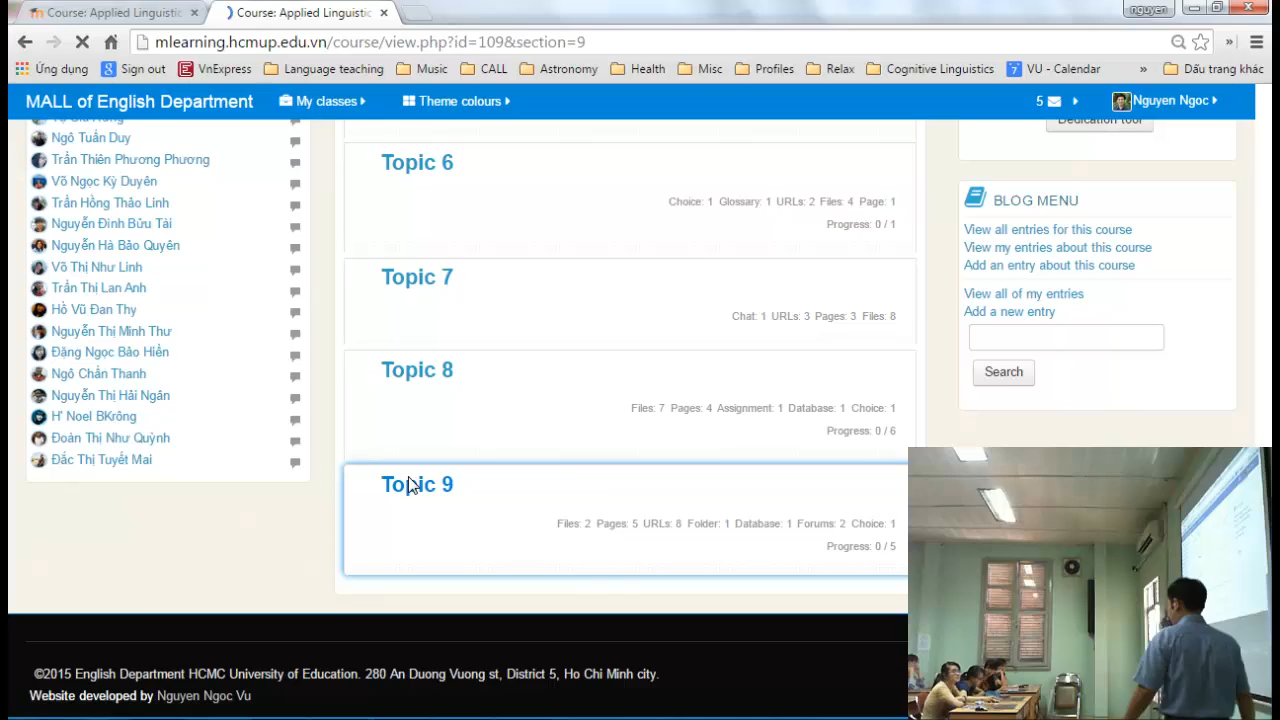 Course: Applied Linguistic
Course: Applied Linguistic
nguyen
mlearning.hcmup.edu.vn/course/view.php?id=109&section=9
Ứng dụng
Sign out
VnExpress
Language teaching
Music
CALL
Astronomy
Health
Misc
Profiles
Relax
Cognitive Linguistics
7 VU - Calendar
»
Dấu trang khác
MALL of English Department
My classes
Theme colours
5
Nguyen Ngoc
Ngô Tuấn Duy
Trần Thiên Phương Phương
Võ Ngọc Kỳ Duyên
Trần Hồng Thảo Linh
Nguyễn Đình Bửu Tài
Nguyễn Hà Bảo Quyên
Võ Thị Như Linh
Trần Thị Lan Anh
Hồ Vũ Đan Thy
Nguyễn Thị Minh Thư
Đặng Ngọc Bảo Hiển
Ngô Chấn Thanh
Nguyễn Thị Hải Ngân
H' Noel BKrông
Đoàn Thị Như Quỳnh
Đắc Thị Tuyết Mai
Topic 6
Choice: 1 Glossary: 1 URLs: 2 Files: 4 Page: 1
Progress: 0 / 1
Topic 7
Chat: 1 URLs: 3 Pages: 3 Files: 8
Topic 8
Files: 7 Pages: 4 Assignment: 1 Database: 1 Choice: 1
Progress: 0 / 6
Topic 9
Files: 2 Pages: 5 URLs: 8 Folder: 1 Database: 1 Forums: 2 Choice: 1
Progress: 0 / 5
Dedication tool
BLOG MENU
View all entries for this course
View my entries about this course
Add an entry about this course
View all of my entries
Add a new entry
Search
©2015 English Department HCMC University of Education. 280 An Duong Vuong st, District 5, Ho Chi Minh city.
Website developed by Nguyen Ngoc Vu